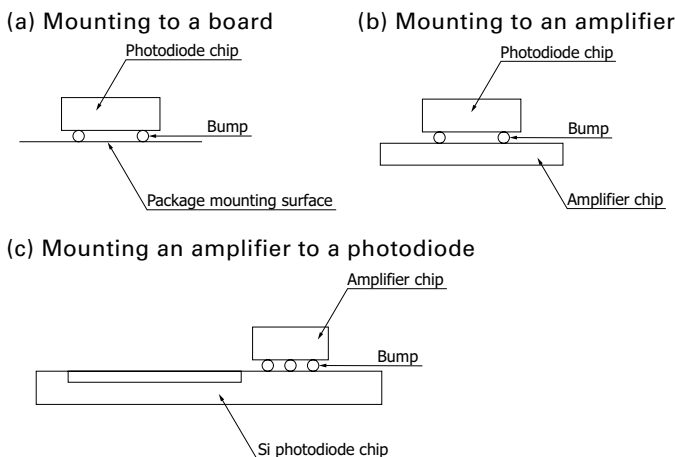 (a) Mounting to a board
Photodiode chip
Bump
Package mounting surface
(b) Mounting to an amplifier
Photodiode chip
Bump
Amplifier chip
(c) Mounting an amplifier to a photodiode
Amplifier chip
Bump
Si photodiode chip